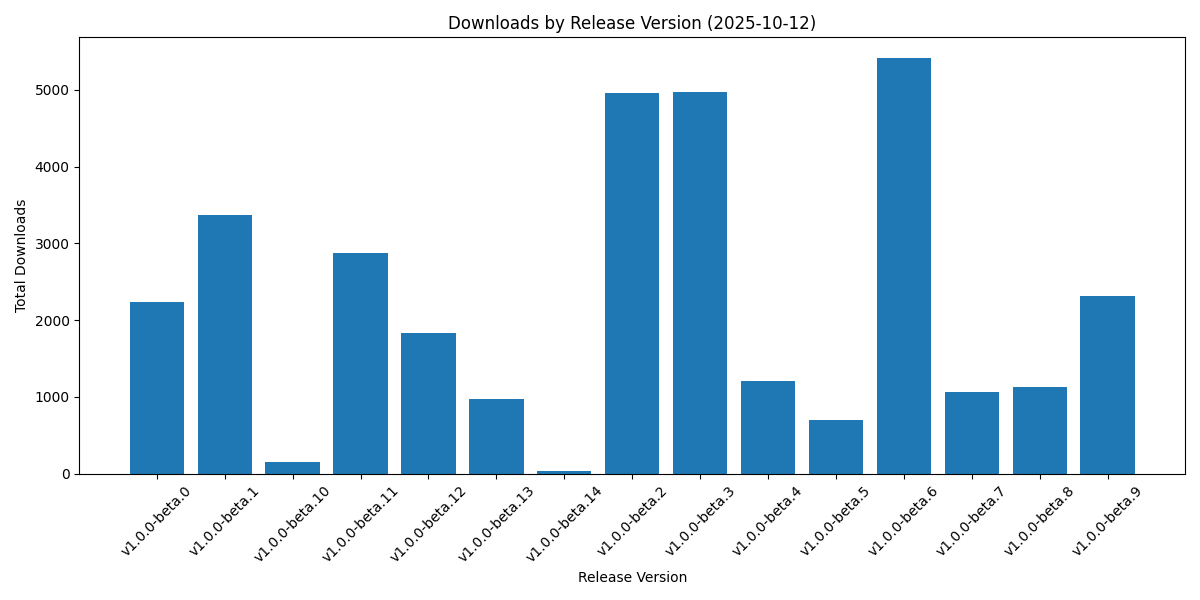 Downloads by Release Version (2025-10-12)
Total Downloads
5000
4000
3000
2000
1000
0
v1.0.0-beta.0
v1.0.0-beta.1
v1.0.0-beta.10
v1.0.0-beta.11
v1.0.0-beta.12
v1.0.0-beta.13
v1.0.0-beta.14
v1.0.0-beta.2
v1.0.0-beta.3
v1.0.0-beta.4
v1.0.0-beta.5
v1.0.0-beta.6
v1.0.0-beta.7
v1.0.0-beta.8
v1.0.0-beta.9
Release Version